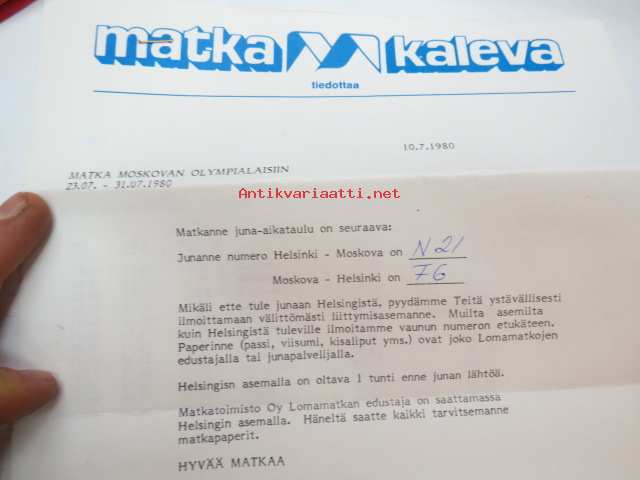 matka kaleva
tiedottaa
10.7.1980
MATKA MOSKOVAN OLYMPIALAISIIN
23.07. - 31.07.1980
Antikvariaatti.net
Matkanne juna-aikataulu on seuraava:
Junanne numero Helsinki - Moskova on N 21
Moskova - Helsinki on 76
Mikäli ette tule junaan Helsingistä, pyydämme Teitä ystävällisesti
ilmoittamaan välittömästi liittymisasemanne. Muilta asemilta
kuin Helsingistä tuleville ilmoitamme vaunun numeron etukäteen.
Paperinne (passi, viisumi, kisaliput yms.) ovat joko Lomamatkojen
edustajalla tai junapalvelijalla.
Helsingisn asemalla on oltava 1 tunti enne junan lähtöä.
Matkatoimisto Oy Lomamatkan edustaja on saattamassa
Helsingin asemalla. Häneltä saatte kaikki tarvitsemanne
matkapaperit.
HYVÄÄ MATKAA